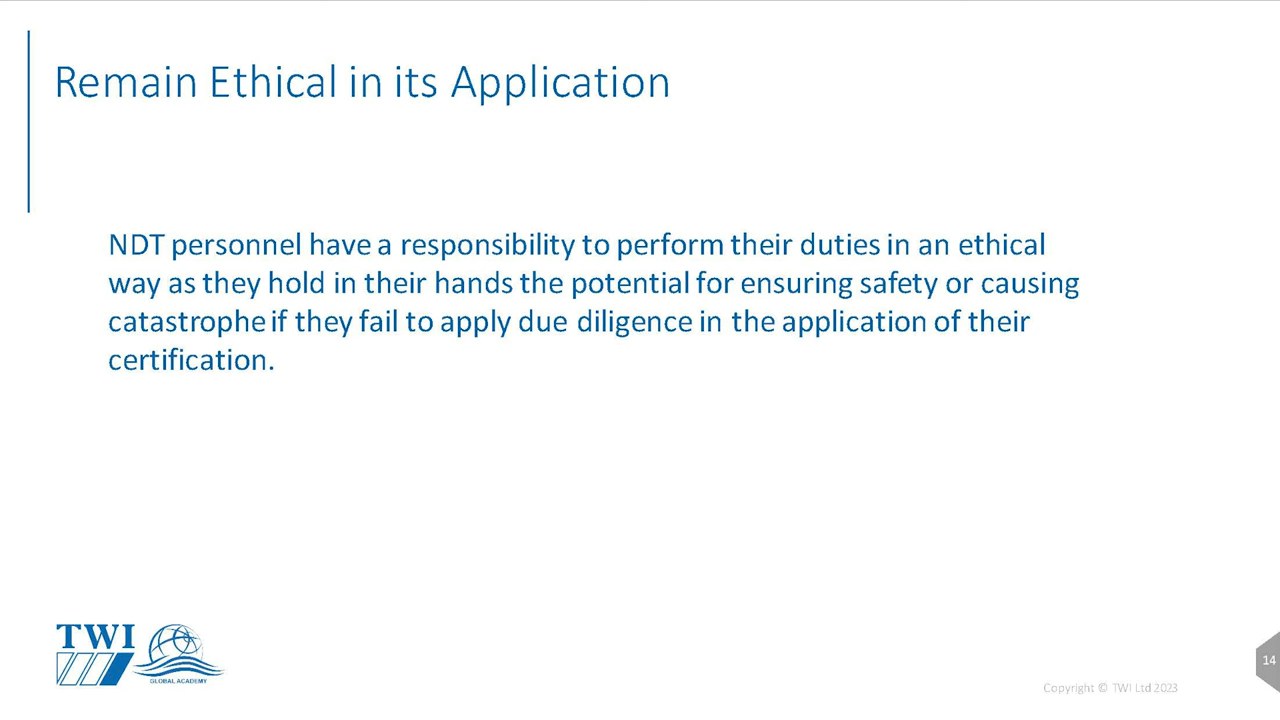 Remain Ethical in its Application
NDT personnel have a responsibility to perform their duties in an ethical
way as they hold in their hands the potential for ensuring safety or causing
catastrophe if they fail to apply due diligence in the application of their
certification.
TWI
GLOBAL ACADEMY
14
Copyright © TWI Ltd 2023